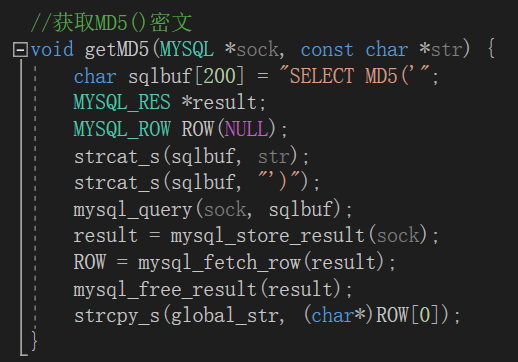 //获取MD5()密文
void getMD5(MYSQL *sock, const char *str) {
char sqlbuf[200] = "SELECT MD5('";
MYSQL_RES *result;
MYSQL_ROW ROW(NULL);
strcat_s(sqlbuf, str);
strcat_s(sqlbuf, "')");
mysql_query(sock, sqlbuf);
result = mysql_store_result(sock);
ROW = mysql_fetch_row(result);
mysql_free_result(result);
strcpy_s(global_str, (char*)ROW[0]);
}